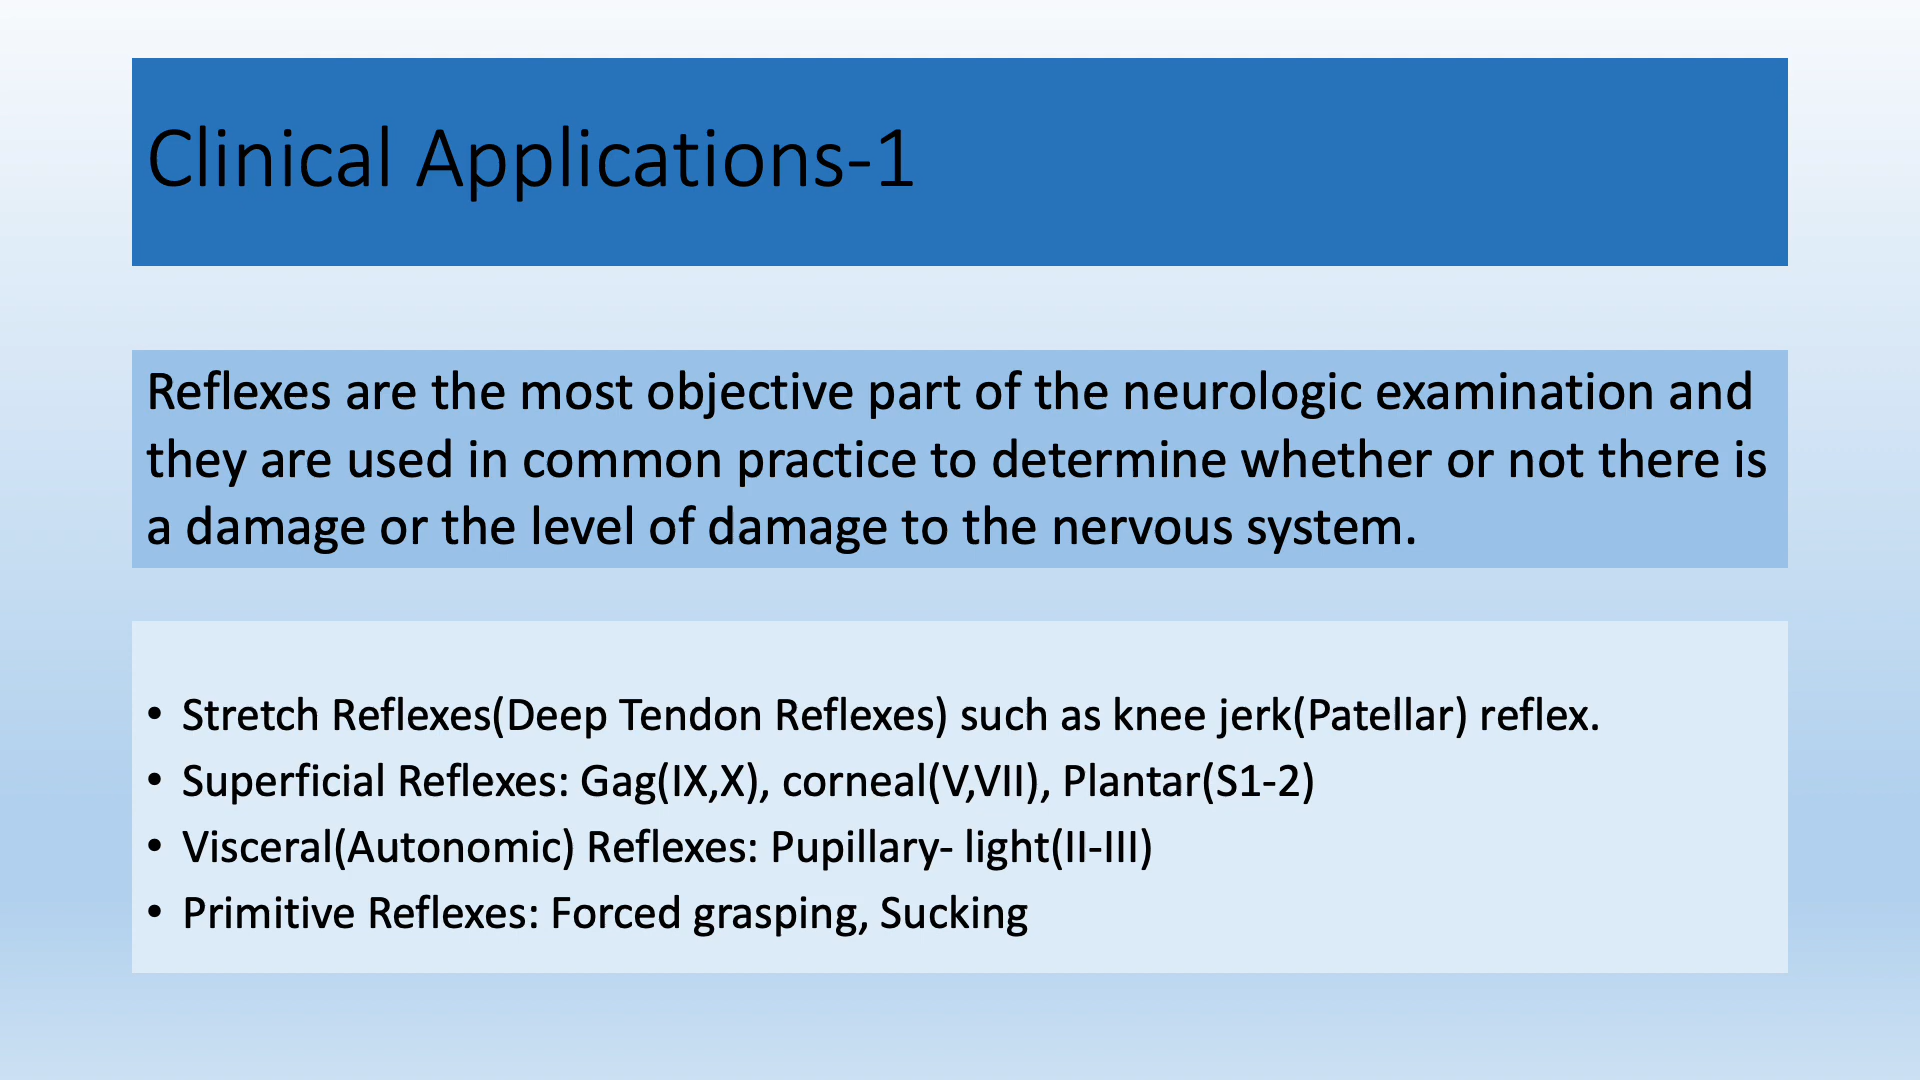 Clinical Applications-1
Reflexes are the most objective part of the neurologic examination and
they are used in common practice to determine whether or not there is
a damage or the level of damage to the nervous system.
• Stretch Reflexes(Deep Tendon Reflexes) such as knee jerk(Patellar) reflex.
• Superficial Reflexes: Gag(IX,X), corneal(V,VII), Plantar(S1-2)
• Visceral(Autonomic) Reflexes: Pupillary- light(II-III)
• Primitive Reflexes: Forced grasping, Sucking